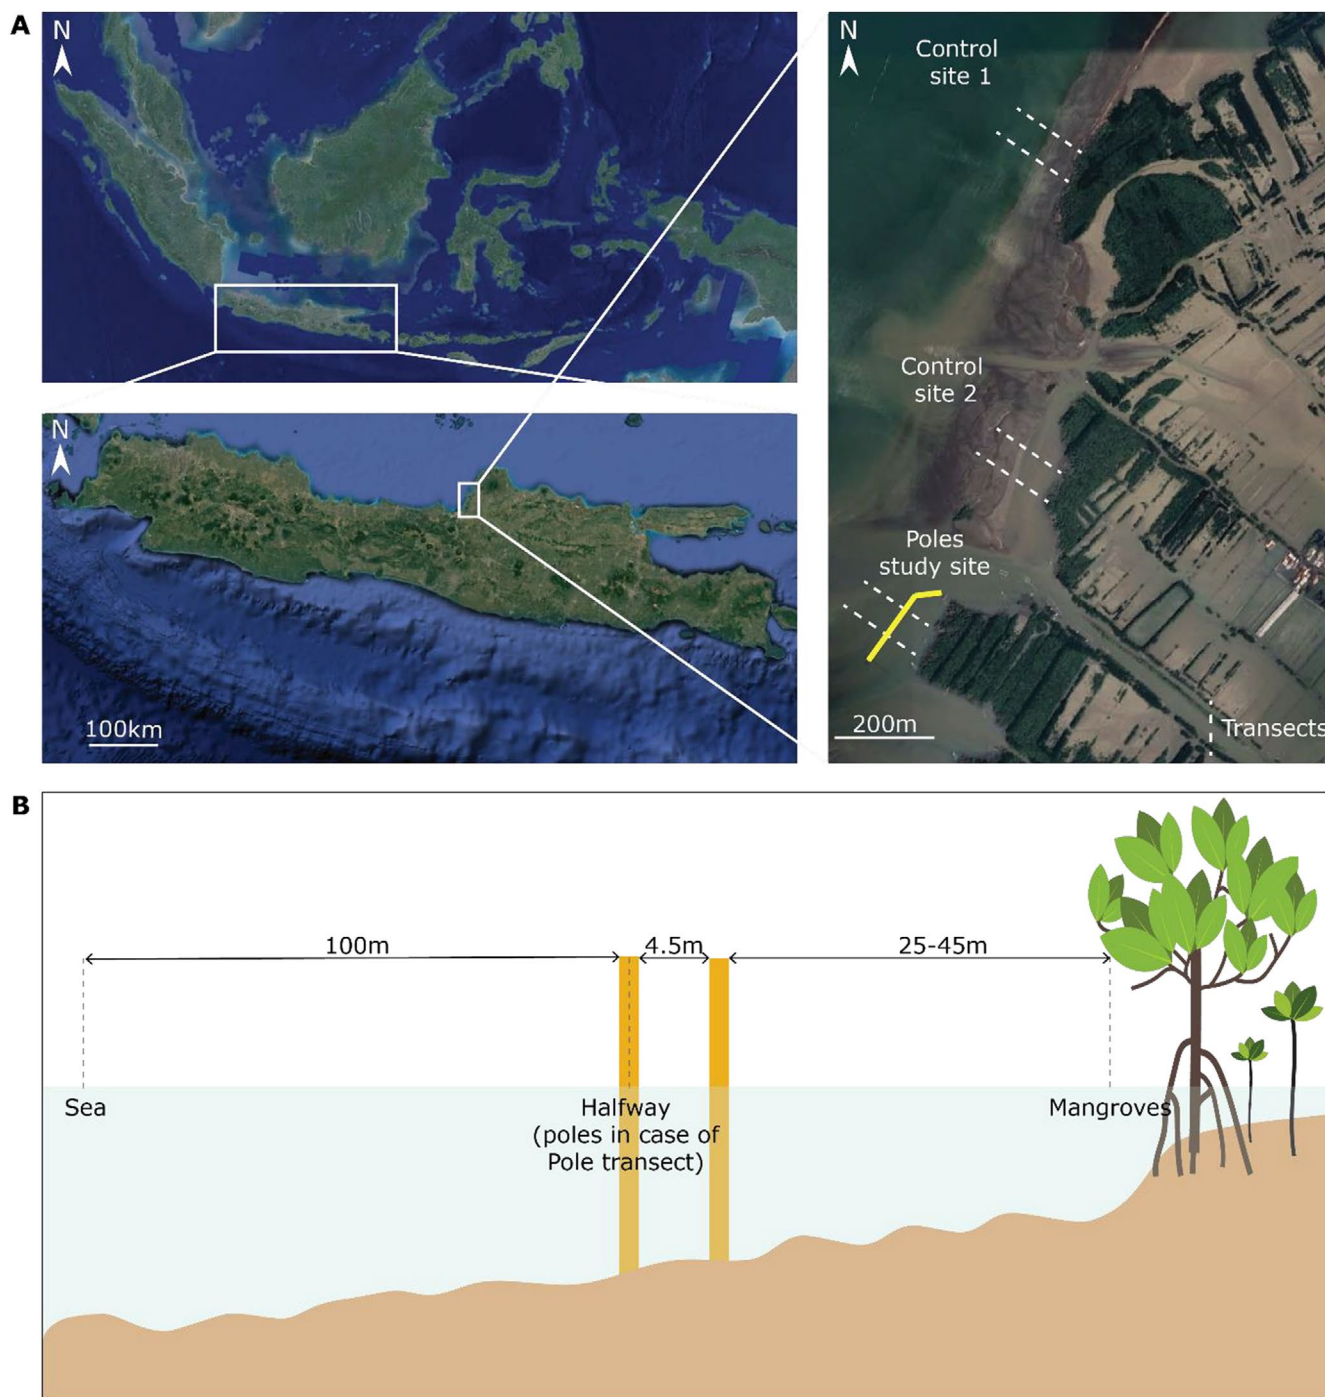 A
N
N
100km
N
Control
site 1
Control
site 2
Poles
study site
200m
Transects
B
100m
4.5m
25-45m
Sea
Halfway
(poles in case of
Pole transect)
Mangroves